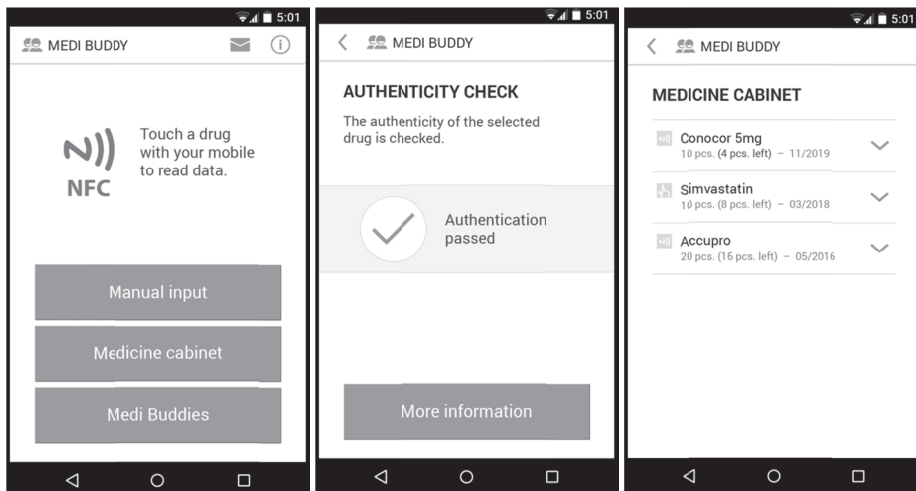 5:01
MEDI BUDDY
Touch a drug
with your mobile
to read data.
NFC
Manual input
Medicine cabinet
Medi Buddies
5:01
MEDI BUDDY
AUTHENTICITY CHECK
The authenticity of the selected
drug is checked.
Authentication
passed
More information
5:01
MEDI BUDDY
MEDICINE CABINET
Conocor 5mg
10 pcs. (4 pcs. left) – 11/2019
Simvastatin
10 pcs. (8 pcs. left) – 03/2018
Accupro
20 pcs. (16 pcs. left) – 05/2016